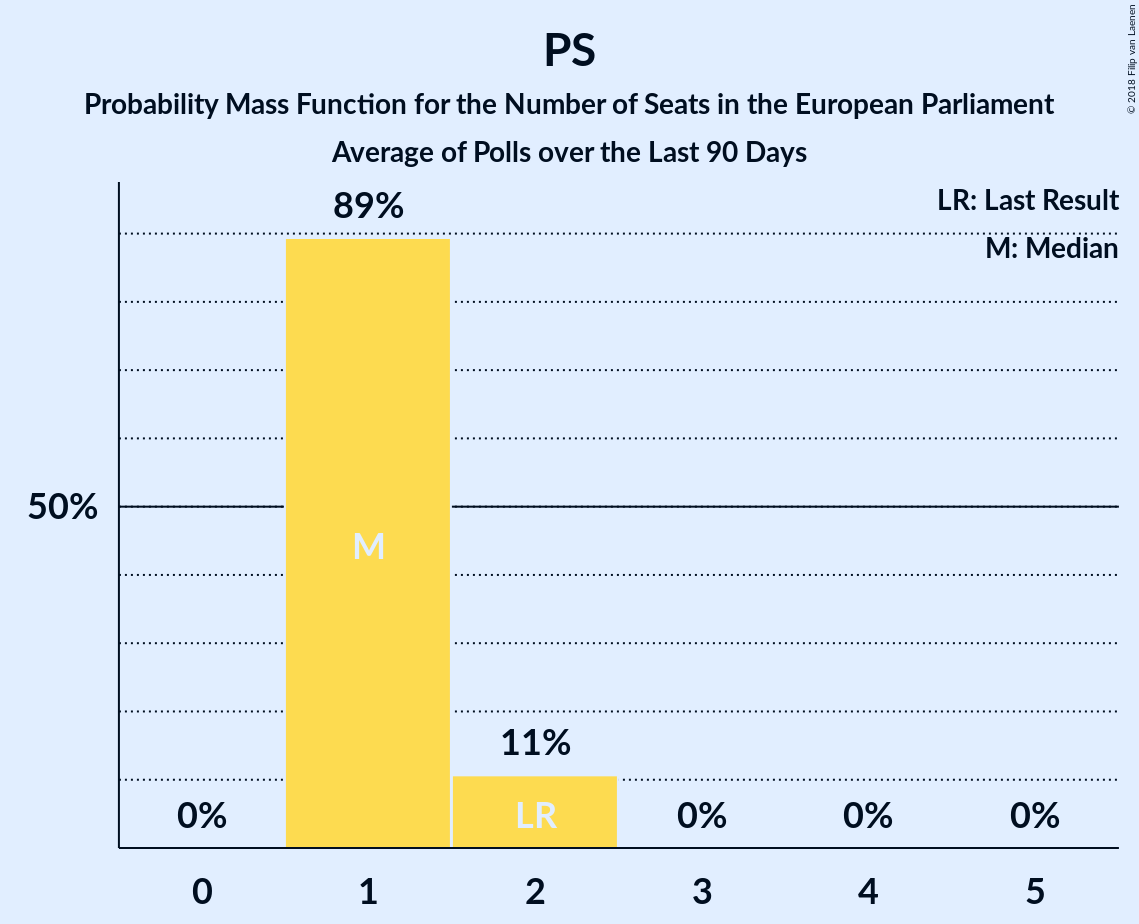 PS
Probability Mass Function for the Number of Seats in the European Parliament
Average of Polls over the Last 90 Days
© 2018 Filip van Laenen
LR: Last Result
M: Median
89%
50%
M
11%
LR
0%
0%
0%
0%
0 1 2 3 4 5